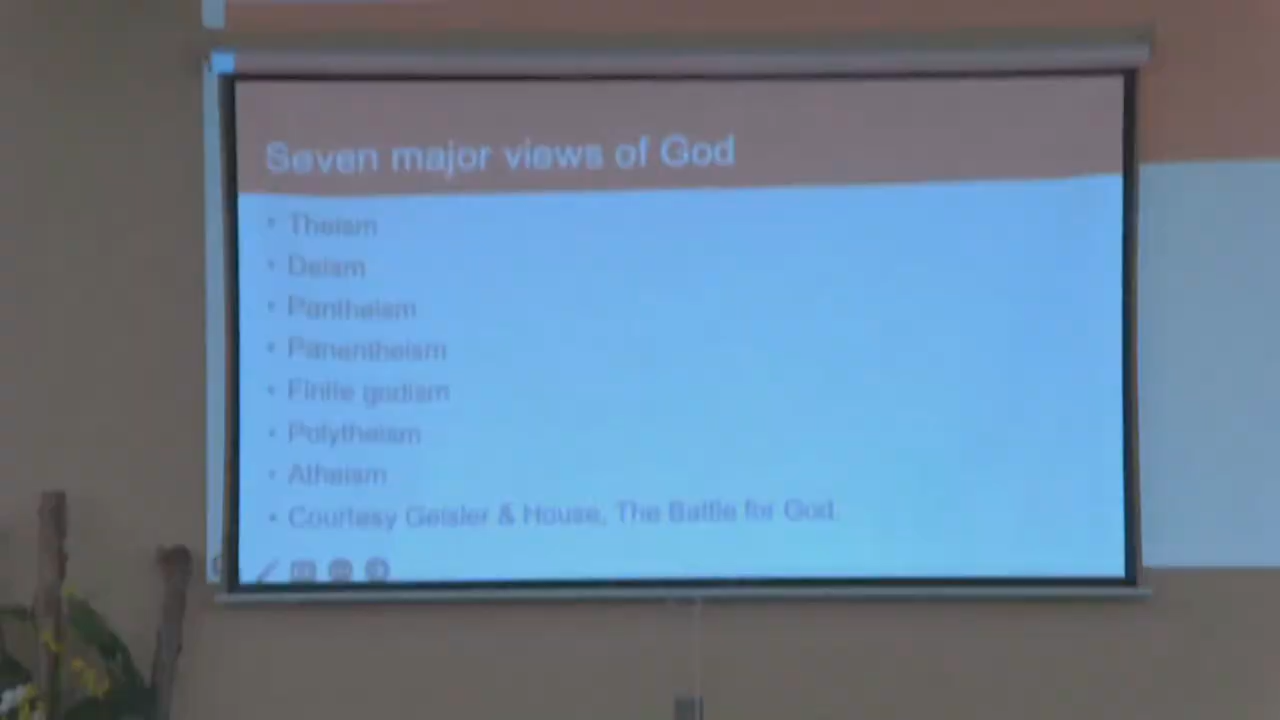 Seven major views of God
• Theism
• Deism
• Pantheism
• Panentheism
• Finite godism
• Polytheism
• Atheism
• Courtesy Geisler & House, The Battle for God.